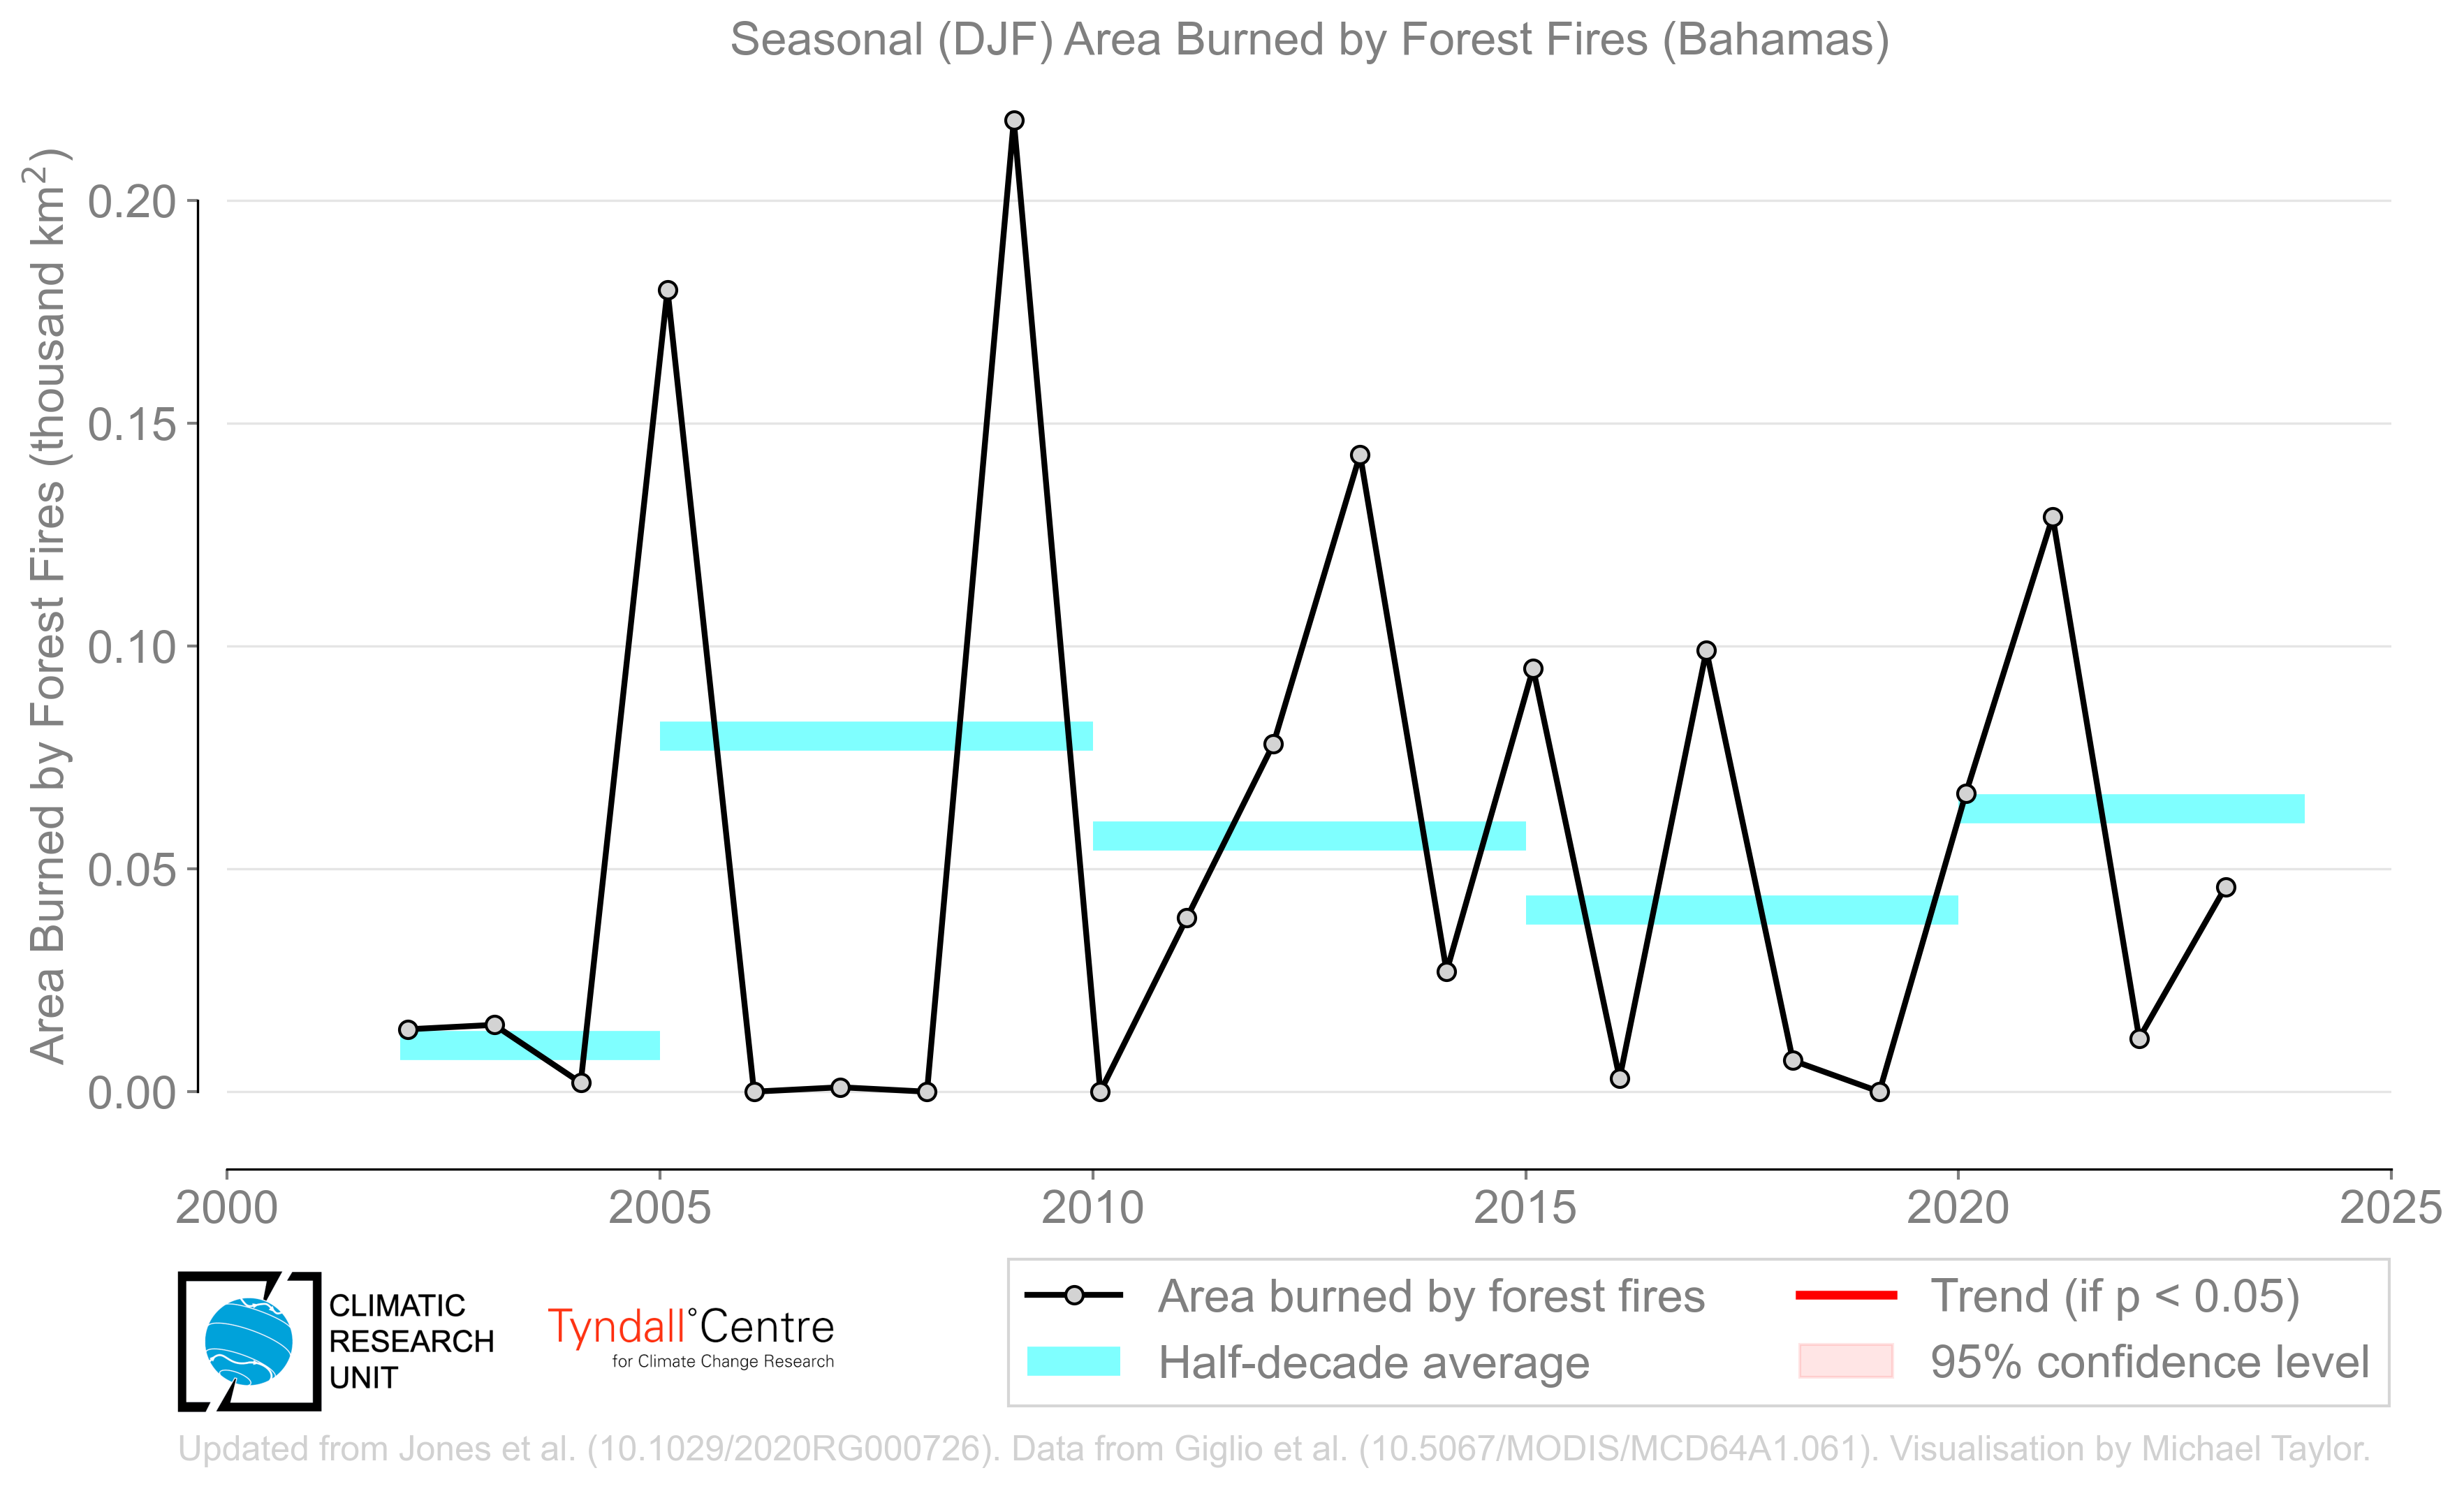 Seasonal (DJF) Area Burned by Forest Fires (Bahamas)
Area Burned by Forest Fires (thousand km²)
0.20
0.15
0.10
0.05
0.00
2000 2005 2010 2015 2020 2025
CLIMATIC
RESEARCH
UNIT
Tyndall°Centre
for Climate Change Research
Area burned by forest fires
Half-decade average
Trend (if p < 0.05)
95% confidence level
Updated from Jones et al. (10.1029/2020RG000726). Data from Giglio et al. (10.5067/MODIS/MCD64A1.061). Visualisation by Michael Taylor.